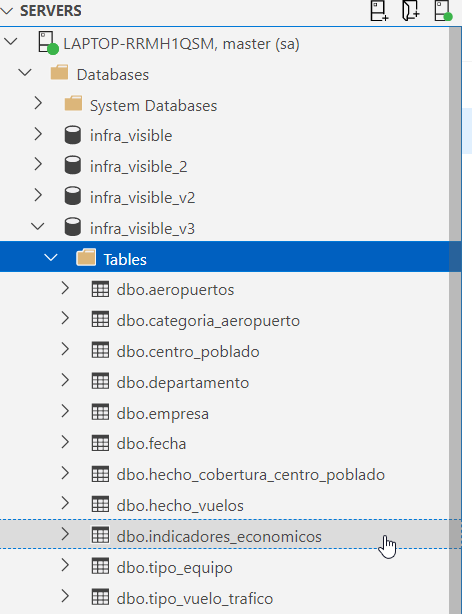 SERVERS
LAPTOP-RRMH1QSM, master (sa)
Databases
System Databases
infra_visible
infra_visible_2
infra_visible_v2
infra_visible_v3
Tables
dbo.aeropuertos
dbo.categoria_aeropuerto
dbo.centro_poblado
dbo.departamento
dbo.empresa
dbo.fecha
dbo.hecho_cobertura_centro_poblado
dbo.hecho_vuelos
dbo.indicadores_economicos
dbo.tipo_equipo
dbo.tipo_vuelo_trafico